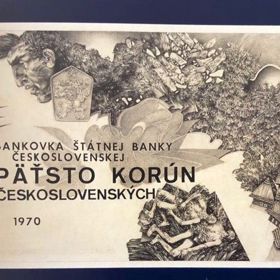 BANKOVKA ŠTÁTNEJ BANKY
ČESKOSLOVENSKEJ
PÄŤSTO KORÚN
ČESKOSLOVENSKÝCH
1970